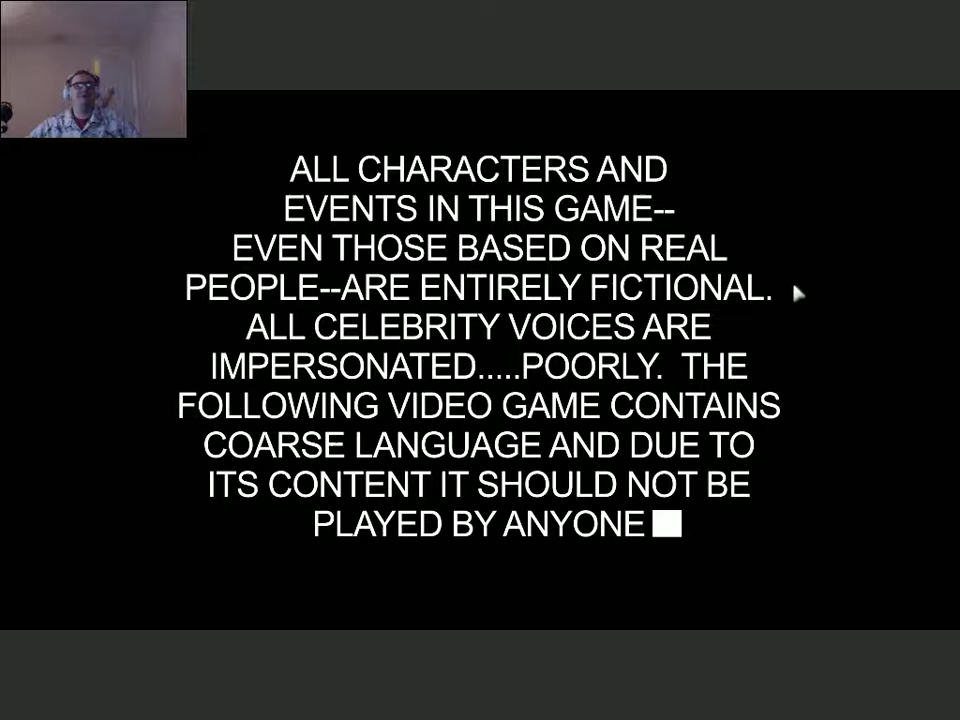 ALL CHARACTERS AND
EVENTS IN THIS GAME--
EVEN THOSE BASED ON REAL
PEOPLE--ARE ENTIRELY FICTIONAL.
ALL CELEBRITY VOICES ARE
IMPERSONATED.....POORLY. THE
FOLLOWING VIDEO GAME CONTAINS
COARSE LANGUAGE AND DUE TO
ITS CONTENT IT SHOULD NOT BE
PLAYED BY ANYONE